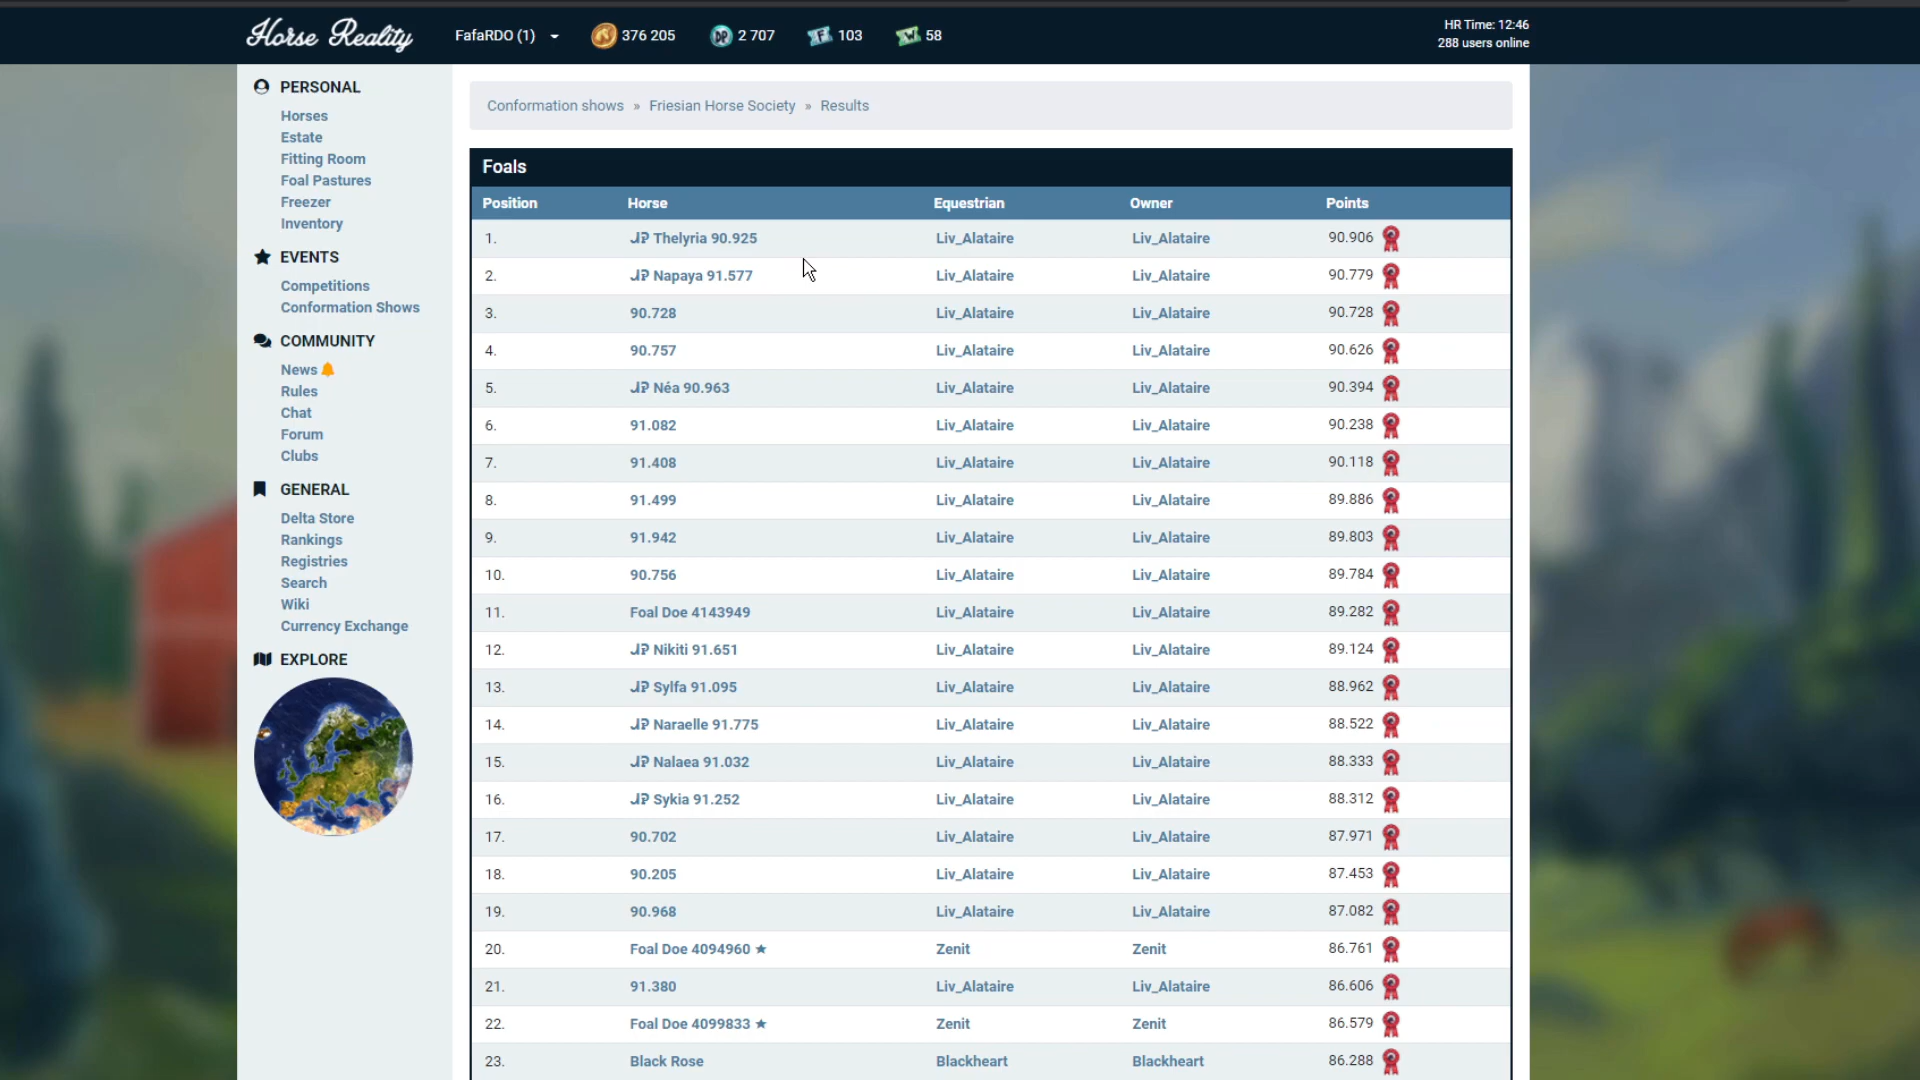 Horse Reality
FafaRDO (1)
376 205
DP
2 707
F
103
58
HR Time: 12:46
288 users online
PERSONAL
Horses
Estate
Fitting Room
Foal Pastures
Freezer
Inventory
EVENTS
Competitions
Conformation Shows
COMMUNITY
News
Rules
Chat
Forum
Clubs
GENERAL
Delta Store
Rankings
Registries
Search
Wiki
Currency Exchange
EXPLORE
Conformation shows » Friesian Horse Society » Results
Foals
Position Horse Equestrian Owner Points
1. Thelyria 90.925 Liv_Alataire Liv_Alataire 90.906
2. Napaya 91.577 Liv_Alataire Liv_Alataire 90.779
3. 90.728 Liv_Alataire Liv_Alataire 90.728
4. 90.757 Liv_Alataire Liv_Alataire 90.626
5. Néa 90.963 Liv_Alataire Liv_Alataire 90.394
6. 91.082 Liv_Alataire Liv_Alataire 90.238
7. 91.408 Liv_Alataire Liv_Alataire 90.118
8. 91.499 Liv_Alataire Liv_Alataire 89.886
9. 91.942 Liv_Alataire Liv_Alataire 89.803
10. 90.756 Liv_Alataire Liv_Alataire 89.784
11. Foal Doe 4143949 Liv_Alataire Liv_Alataire 89.282
12. Nikiti 91.651 Liv_Alataire Liv_Alataire 89.124
13. Sylfa 91.095 Liv_Alataire Liv_Alataire 88.962
14. Naraelle 91.775 Liv_Alataire Liv_Alataire 88.522
15. Nalaea 91.032 Liv_Alataire Liv_Alataire 88.333
16. Sykia 91.252 Liv_Alataire Liv_Alataire 88.312
17. 90.702 Liv_Alataire Liv_Alataire 87.971
18. 90.205 Liv_Alataire Liv_Alataire 87.453
19. 90.968 Liv_Alataire Liv_Alataire 87.082
20. Foal Doe 4094960 ★ Zenit Zenit 86.761
21. 91.380 Liv_Alataire Liv_Alataire 86.606
22. Foal Doe 4099833 ★ Zenit Zenit 86.579
23. Black Rose Blackheart Blackheart 86.288